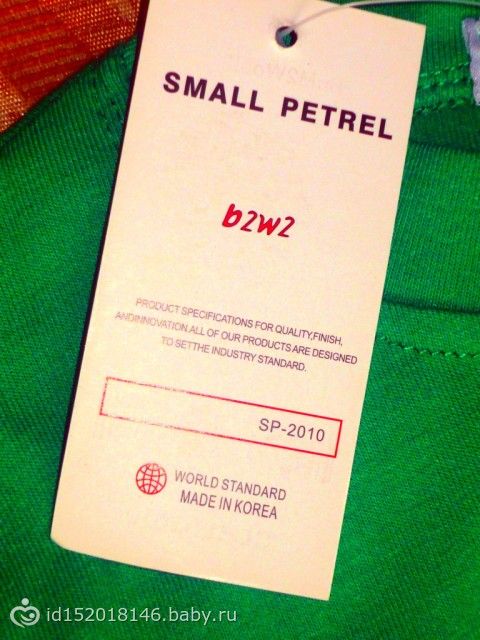 SMALL PETREL
b2w2
PRODUCT SPECIFICATIONS FOR QUALITY,FINISH,
ANDINNOVATION,ALL OF OUR PRODUCTS ARE DESIGNED
TO SETTHE INDUSTRY STANDARD.
SP-2010
WORLD STANDARD
MADE IN KOREA
id152018146.baby.ru